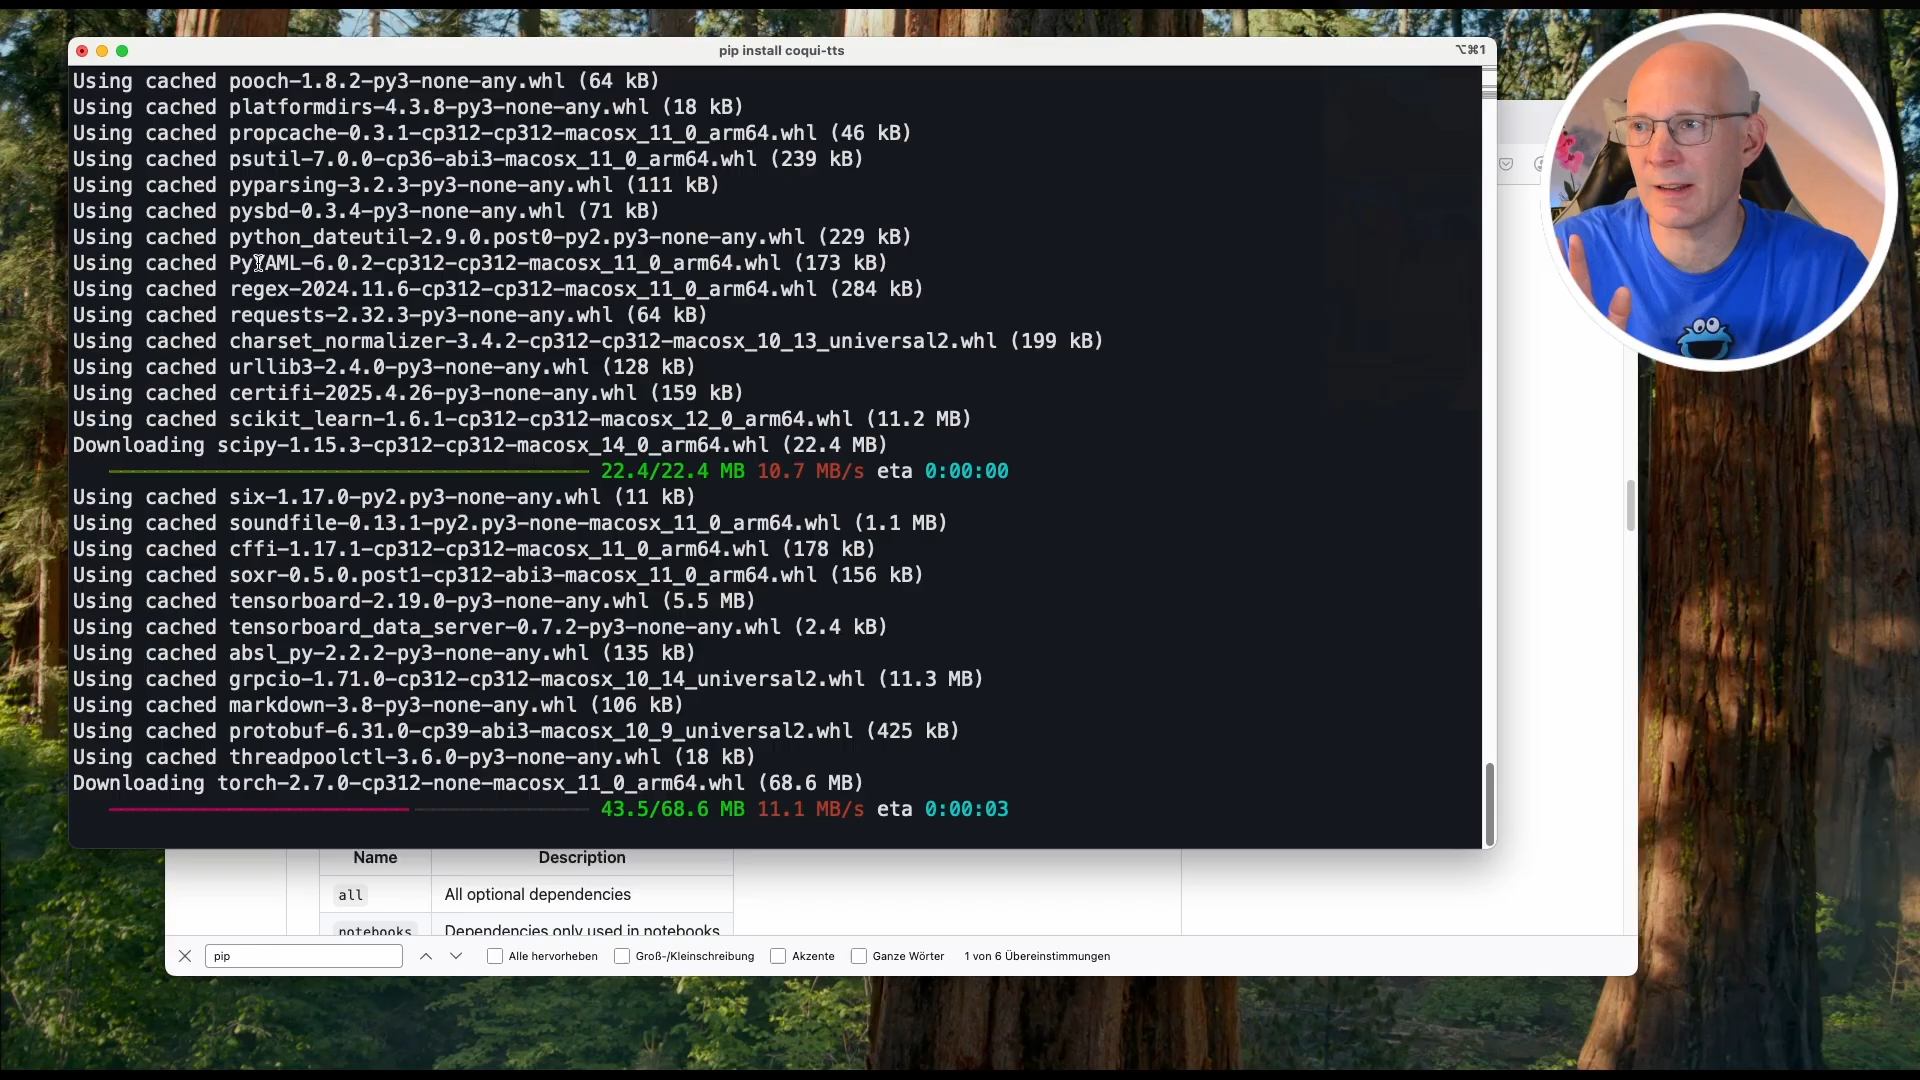 pip install coqui-tts
⌥⌘1
Using cached pooch-1.8.2-py3-none-any.whl (64 kB)
Using cached platformdirs-4.3.8-py3-none-any.whl (18 kB)
Using cached propcache-0.3.1-cp312-cp312-macosx_11_0_arm64.whl (46 kB)
Using cached psutil-7.0.0-cp36-abi3-macosx_11_0_arm64.whl (239 kB)
Using cached pyparsing-3.2.3-py3-none-any.whl (111 kB)
Using cached pysbd-0.3.4-py3-none-any.whl (71 kB)
Using cached python_dateutil-2.9.0.post0-py2.py3-none-any.whl (229 kB)
Using cached PyYAML-6.0.2-cp312-cp312-macosx_11_0_arm64.whl (173 kB)
Using cached regex-2024.11.6-cp312-cp312-macosx_11_0_arm64.whl (284 kB)
Using cached requests-2.32.3-py3-none-any.whl (64 kB)
Using cached charset_normalizer-3.4.2-cp312-cp312-macosx_10_13_universal2.whl (199 kB)
Using cached urllib3-2.4.0-py3-none-any.whl (128 kB)
Using cached certifi-2025.4.26-py3-none-any.whl (159 kB)
Using cached scikit_learn-1.6.1-cp312-cp312-macosx_12_0_arm64.whl (11.2 MB)
Downloading scipy-1.15.3-cp312-cp312-macosx_14_0_arm64.whl (22.4 MB)
22.4/22.4 MB 10.7 MB/s eta 0:00:00
Using cached six-1.17.0-py2.py3-none-any.whl (11 kB)
Using cached soundfile-0.13.1-py2.py3-none-macosx_11_0_arm64.whl (1.1 MB)
Using cached cffi-1.17.1-cp312-cp312-macosx_11_0_arm64.whl (178 kB)
Using cached soxr-0.5.0.post1-cp312-abi3-macosx_11_0_arm64.whl (156 kB)
Using cached tensorboard-2.19.0-py3-none-any.whl (5.5 MB)
Using cached tensorboard_data_server-0.7.2-py3-none-any.whl (2.4 kB)
Using cached absl_py-2.2.2-py3-none-any.whl (135 kB)
Using cached grpcio-1.71.0-cp312-cp312-macosx_10_14_universal2.whl (11.3 MB)
Using cached markdown-3.8-py3-none-any.whl (106 kB)
Using cached protobuf-6.31.0-cp39-abi3-macosx_10_9_universal2.whl (425 kB)
Using cached threadpoolctl-3.6.0-py3-none-any.whl (18 kB)
Downloading torch-2.7.0-cp312-none-macosx_11_0_arm64.whl (68.6 MB)
43.5/68.6 MB 11.1 MB/s eta 0:00:03
Name Description
all All optional dependencies
notebooks Dependencies only used in notebooks
pip Alle hervorheben Groß-/Kleinschreibung Akzente Ganze Wörter 1 von 6 Übereinstimmungen